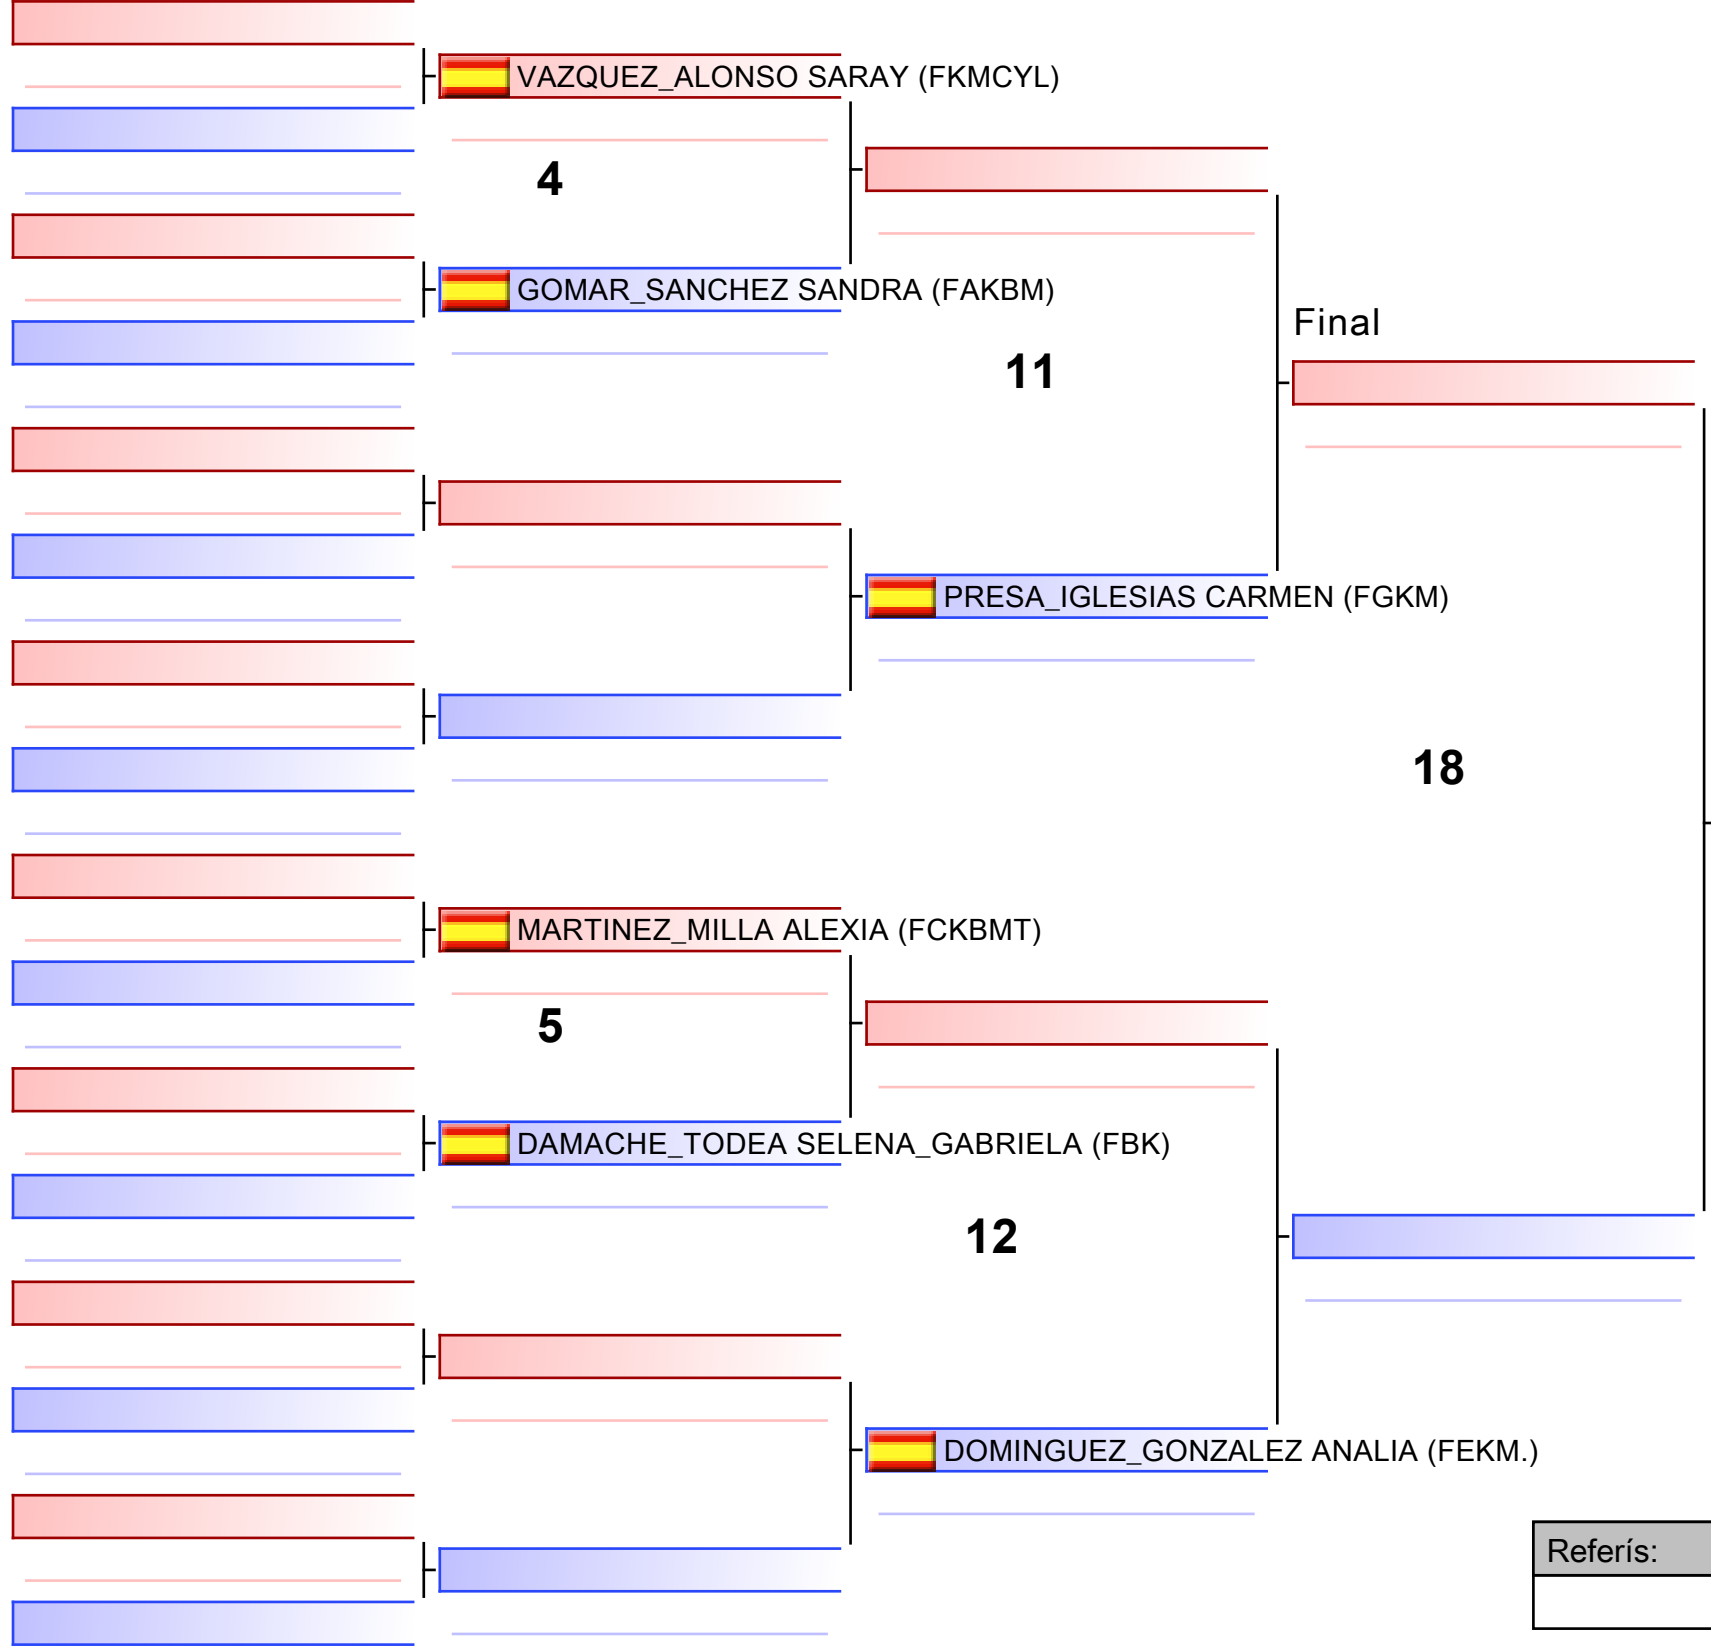 VAZQUEZ_ALONSO SARAY (FKMCYL)
4
GOMAR_SANCHEZ SANDRA (FAKBM)
Final
11
PRESA_IGLESIAS CARMEN (FGKM)
18
MARTINEZ_MILLA ALEXIA (FCKBMT)
5
DAMACHE_TODEA SELENA_GABRIELA (FBK)
12
DOMINGUEZ_GONZALEZ ANALIA (FEKM.)
Referís: